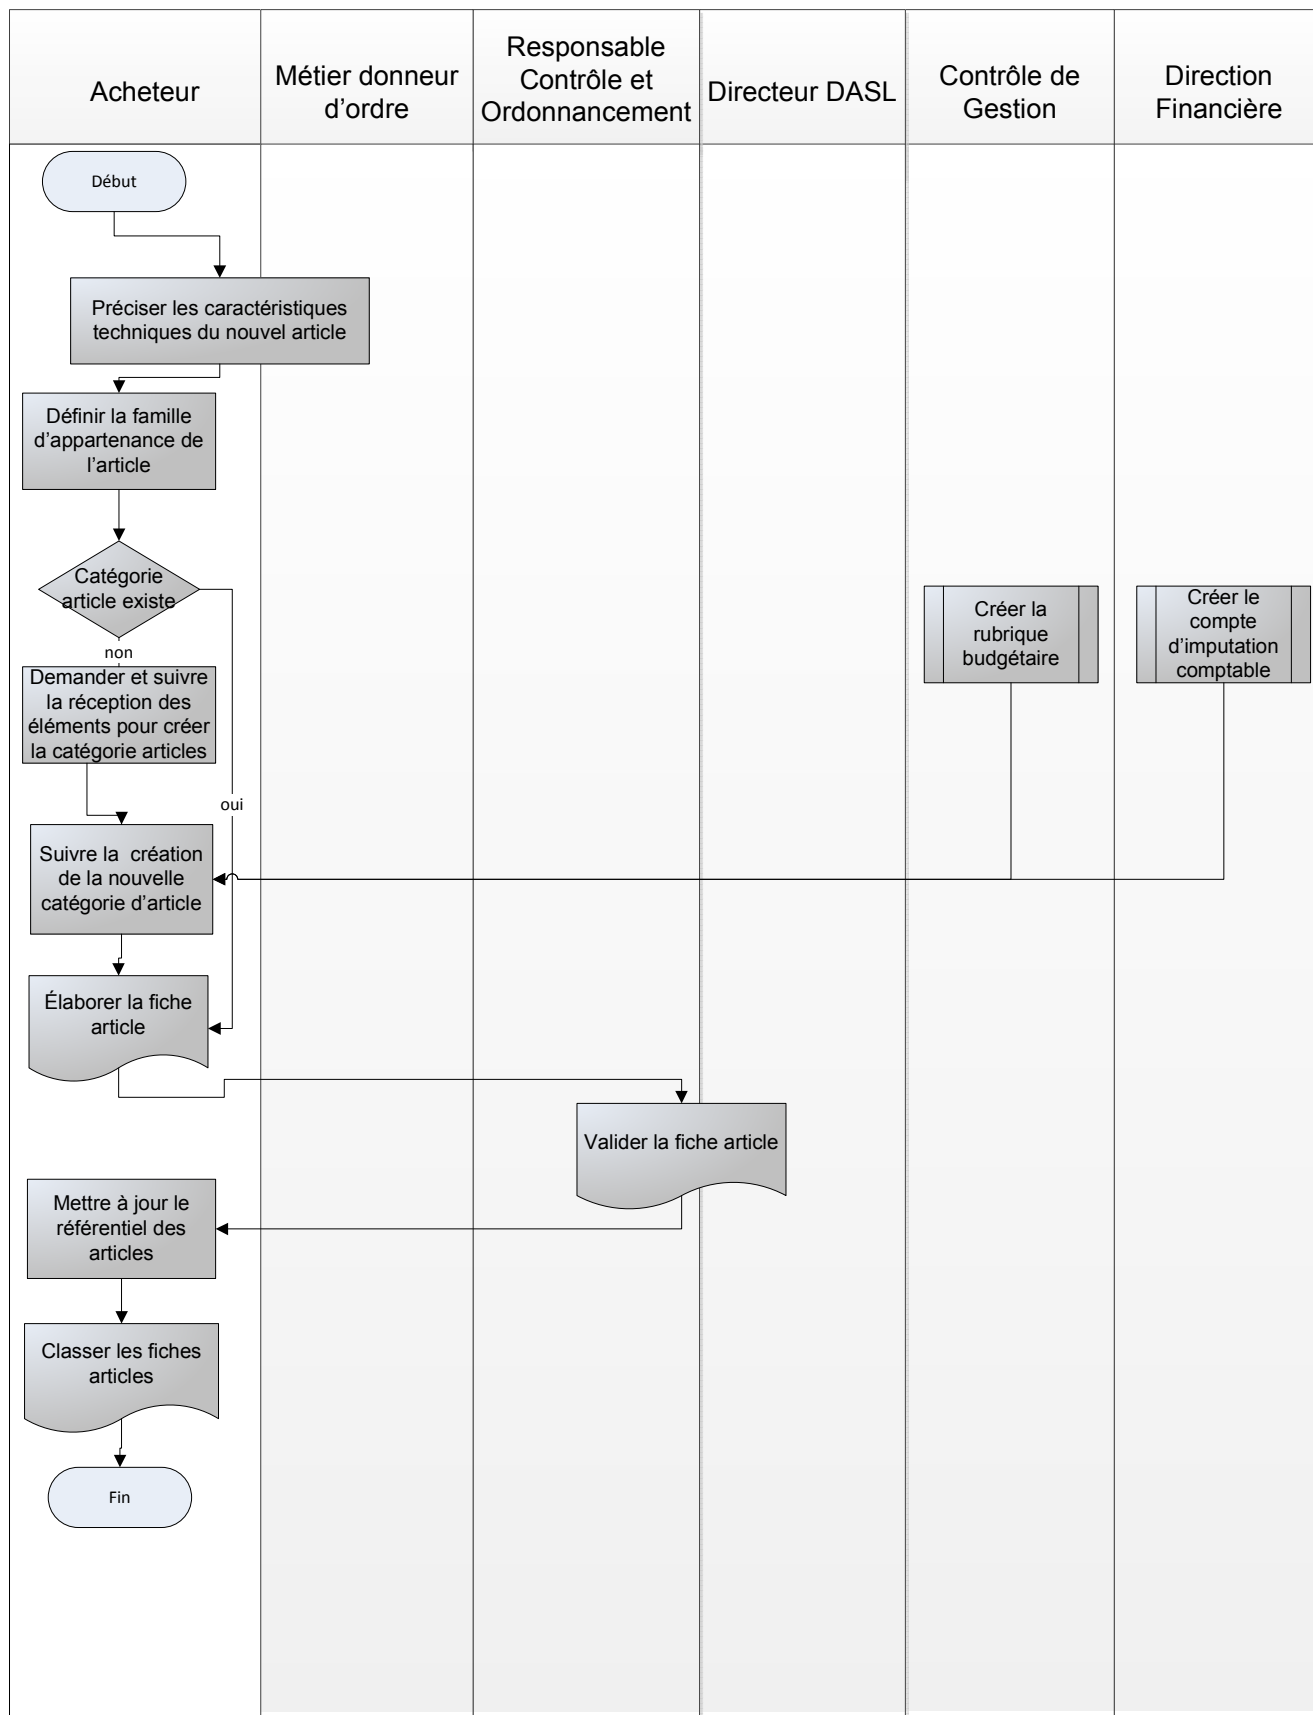 Acheteur
Métier donneur
d'ordre
Responsable
Contrôle et
Ordonnancement
Directeur DASL
Contrôle de
Gestion
Direction
Financière
Début
Préciser les caractéristiques
techniques du nouvel article
Définir la famille
d'appartenance de
l'article
Catégorie
article existe
non
Créer la
rubrique
budgétaire
Créer le
compte
d'imputation
comptable
Demander et suivre
la réception des
éléments pour créer
la catégorie articles
oui
Suivre la  création
de la nouvelle
catégorie d'article
Élaborer la fiche
article
Valider la fiche article
Mettre à jour le
référentiel des
articles
Classer les fiches
articles
Fin